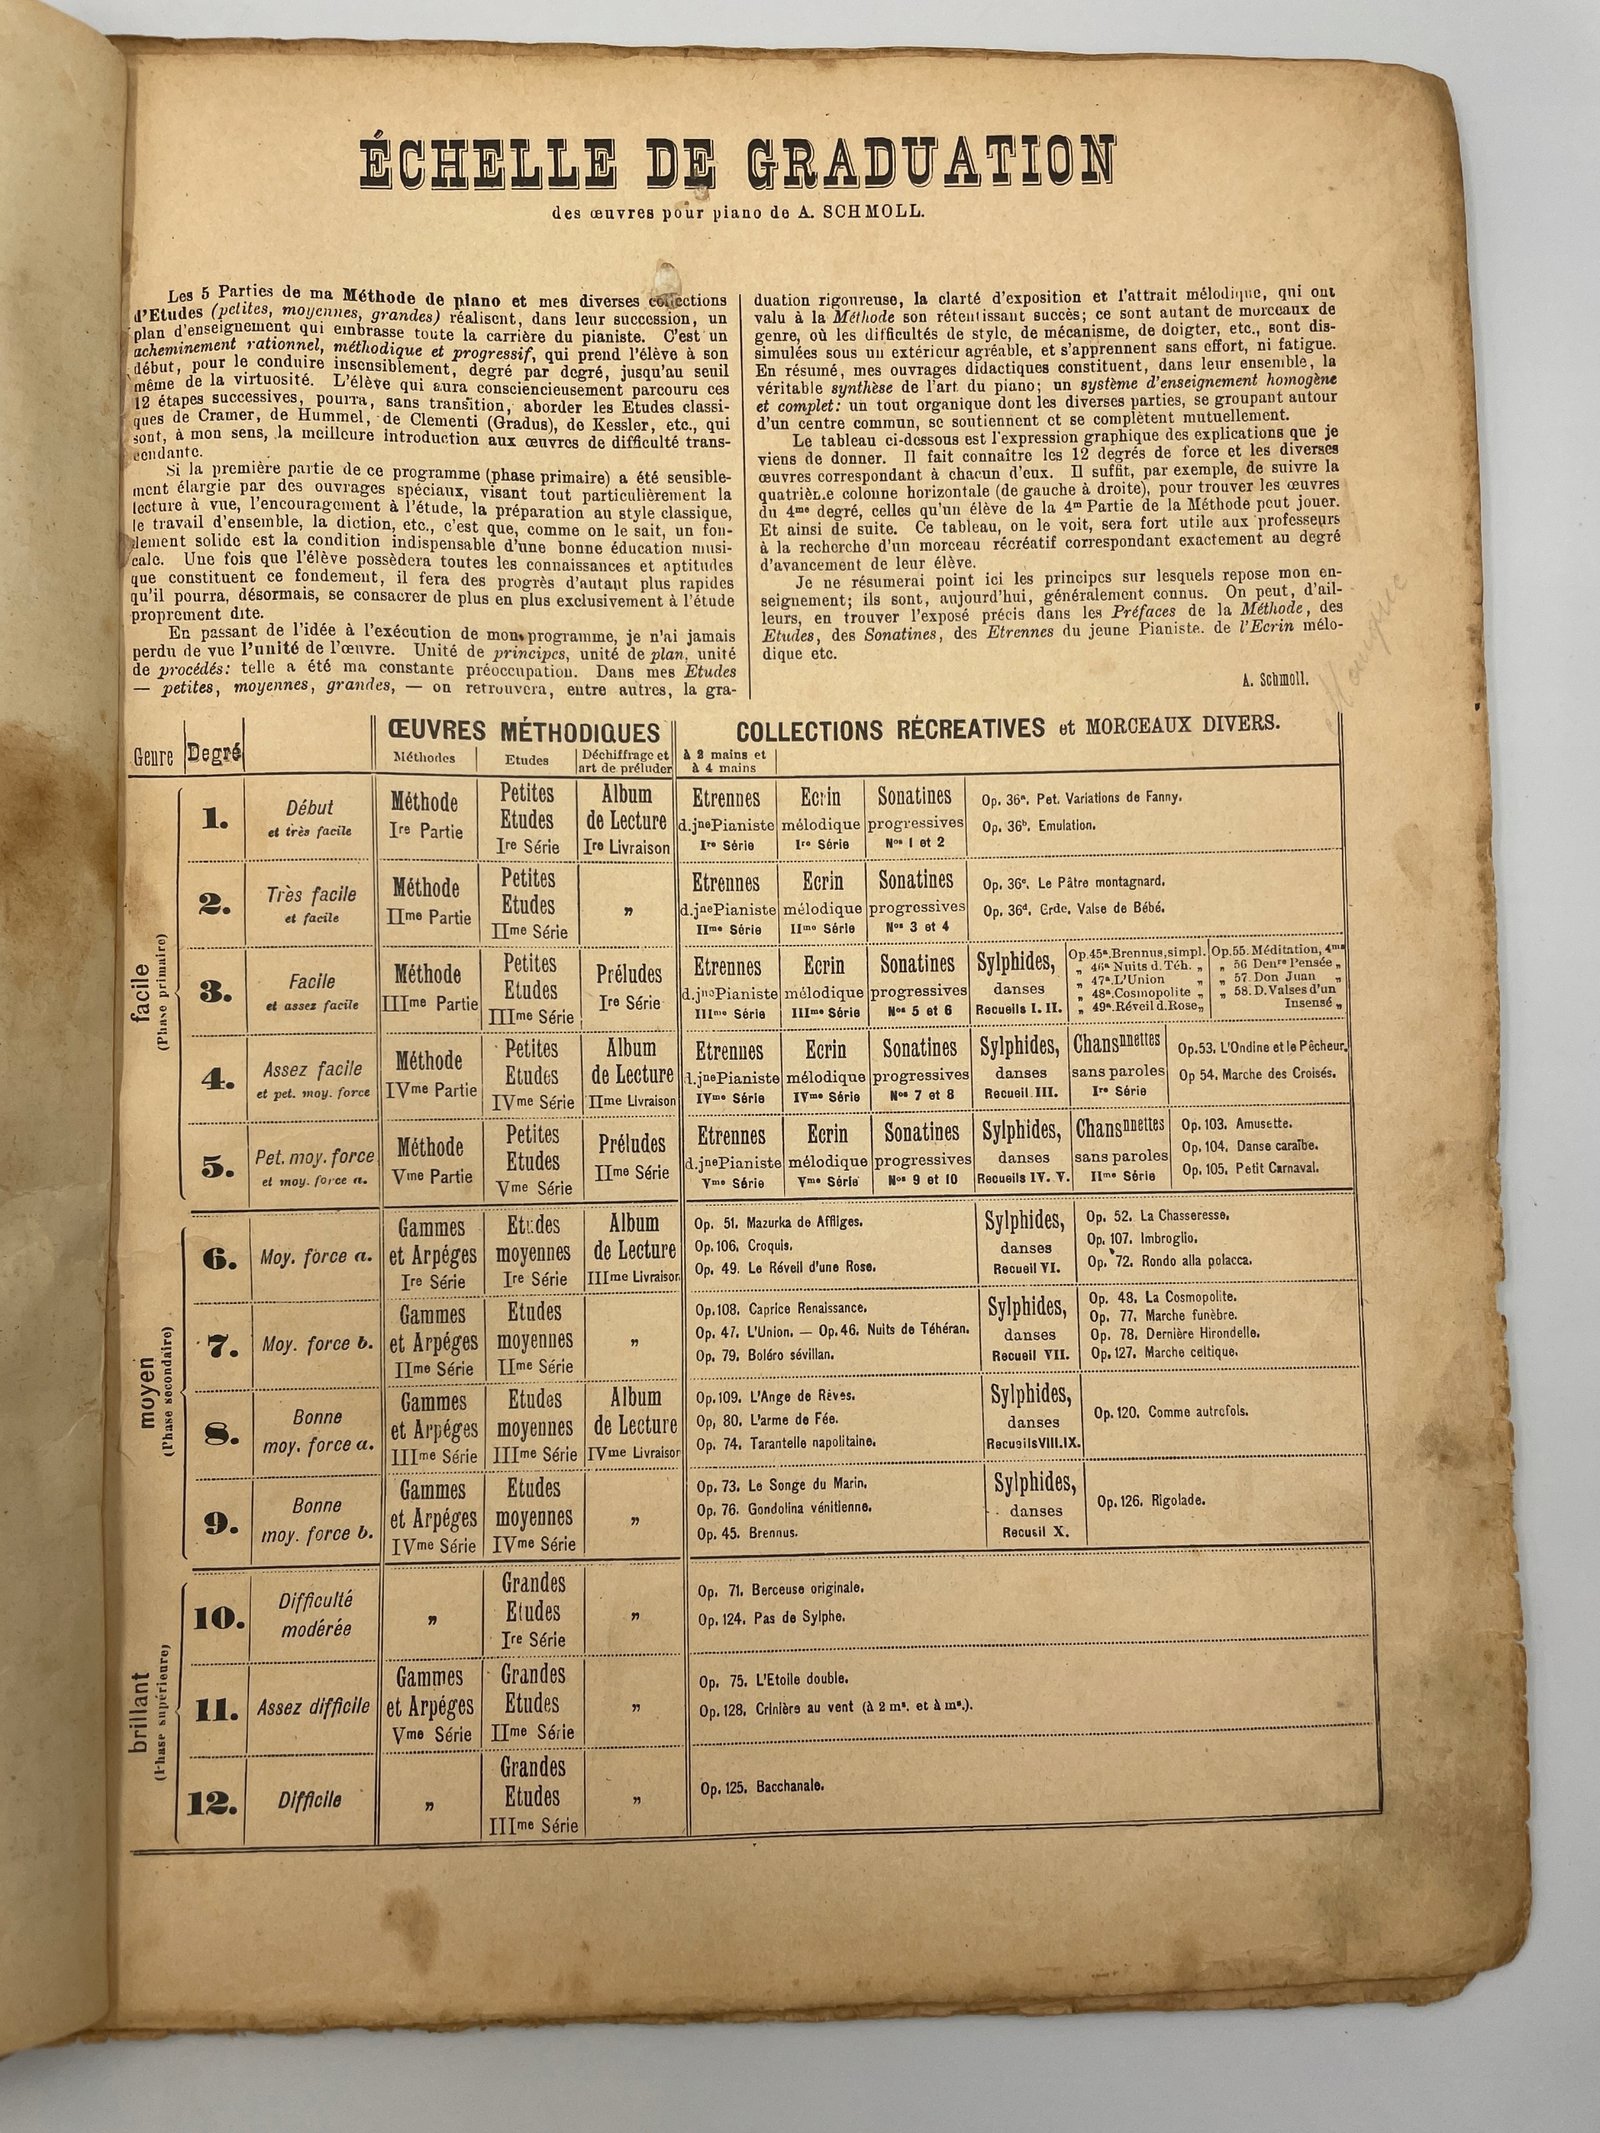 ÉCHELLE DE GRADUATION
des œuvres pour piano de A. SCHMOLL.
Les 5 Parties de ma Méthode de piano et mes diverses collections
d'Etudes (petites, moyennes, grandes) réalisent, dans leur succession, un
plan d'enseignement qui embrasse toute la carrière du pianiste. C'est un
acheminement rationnel, méthodique et progressif, qui prend l'élève à son
début, pour le conduire insensiblement, degré par degré, jusqu'au seuil
même de la virtuosité. L'élève qui aura consciencieusement parcouru ces
12 étapes successives, pourra, sans transition, aborder les Etudes classi-
ques de Cramer, de Hummel, de Clementi (Gradus), de Kessler, etc., qui
sont, à mon sens, la meilleure introduction aux œuvres de difficulté trans-
cendante.
Si la première partie de ce programme (phase primaire) a été sensible-
ment élargie par des ouvrages spéciaux, visant tout particulièrement la
lecture à vue, l'encouragement à l'étude, la préparation au style classique,
le travail d'ensemble, la diction, etc., c'est que, comme on le sait, un fon-
dement solide est la condition indispensable d'une bonne éducation musi-
cale. Une fois que l'élève possèdera toutes les connaissances et aptitudes
que constituent ce fondement, il fera des progrès d'autant plus rapides
qu'il pourra, désormais, se consacrer de plus en plus exclusivement à l'étude
proprement dite.
En passant de l'idée à l'exécution de mon programme, je n'ai jamais
perdu de vue l'unité de l'œuvre. Unité de principes, unité de plan, unité
de procédés: telle a été ma constante préoccupation. Dans mes Etudes
— petites, moyennes, grandes, — on retrouvera, entre autres, la gra-
duation rigoureuse, la clarté d'exposition et l'attrait mélodique, qui ont
valu à la Méthode son rétentissant succès; ce sont autant de morceaux de
genre, où les difficultés de style, de mécanisme, de doigter, etc., sont dis-
simulées sous un extérieur agréable, et s'apprennent sans effort, ni fatigue.
En résumé, mes ouvrages didactiques constituent, dans leur ensemble, la
véritable synthèse de l'art du piano; un système d'enseignement homogène
et complet: un tout organique dont les diverses parties, se groupant autour
d'un centre commun, se soutiennent et se complètent mutuellement.
Le tableau ci-dessous est l'expression graphique des explications que je
viens de donner. Il fait connaître les 12 degrés de force et les diverses
œuvres correspondant à chacun d'eux. Il suffit, par exemple, de suivre la
quatrième colonne horizontale (de gauche à droite), pour trouver les œuvres
du 4me degré, celles qu'un élève de la 4m Partie de la Méthode peut jouer.
Et ainsi de suite. Ce tableau, on le voit, sera fort utile aux professeurs
à la recherche d'un morceau récréatif correspondant exactement au degré
d'avancement de leur élève.
Je ne résumerai point ici les principes sur lesquels repose mon en-
seignement; ils sont, aujourd'hui, généralement connus. On peut, d'ail-
leurs, en trouver l'exposé précis dans les Préfaces de la Méthode, des
Etudes, des Sonatines, des Etrennes du jeune Pianiste. de l'Ecrin mélo-
dique etc.
A. Schmoll.
Genre Degré ŒUVRES MÉTHODIQUES COLLECTIONS RÉCREATIVES et MORCEAUX DIVERS.
Méthodes Etudes Déchiffrage et art de préluder à 2 mains et à 4 mains
facile (Phase primaire)
1. Début et très facile Méthode Ire Partie Petites Etudes Ire Série Album de Lecture Ire Livraison Etrennes d. jne Pianiste Ire Série Ecrin mélodique Ire Série Sonatines progressives Nos 1 et 2 Op. 36a. Pet. Variations de Fanny. Op. 36b. Emulation.
2. Très facile et facile Méthode IIme Partie Petites Etudes IIme Série „ Etrennes d. jne Pianiste IIme Série Ecrin mélodique IIme Série Sonatines progressives Nos 3 et 4 Op. 36c. Le Pâtre montagnard. Op. 36d. Grde. Valse de Bébé.
3. Facile et assez facile Méthode IIIme Partie Petites Etudes IIIme Série Préludes Ire Série Etrennes d. jne Pianiste IIIme Série Ecrin mélodique IIIme Série Sonatines progressives Nos 5 et 6 Sylphides, danses Recueils I. II. Op. 45a. Brennus, simpl. „ 46a Nuits d. Téh. „ „ 47a. L'Union „ „ 48a. Cosmopolite „ „ 49a. Réveil d. Rose „ Op. 55. Méditation, 4ms „ 56 Denre Pensée „ „ 57. Don Juan „ „ 58. D. Valses d'un Insensé „
4. Assez facile et pet. moy. force Méthode IVme Partie Petites Etudes IVme Série Album de Lecture IIme Livraison Etrennes d. jne Pianiste IVme Série Ecrin mélodique IVme Série Sonatines progressives Nos 7 et 8 Sylphides, danses Recueil III. Chansnnettes sans paroles Ire Série Op. 53. L'Ondine et le Pêcheur. Op. 54. Marche des Croisés.
5. Pet. moy. force et moy. force a. Méthode Vme Partie Petites Etudes Vme Série Préludes IIme Série Etrennes d. jne Pianiste Vme Série Ecrin mélodique Vme Série Sonatines progressives Nos 9 et 10 Sylphides, danses Recueils IV. V. Chansnnettes sans paroles IIme Série Op. 103. Amusette. Op. 104. Danse caraïbe. Op. 105. Petit Carnaval.
moyen (Phase secondaire)
6. Moy. force a. Gammes et Arpéges Ire Série Etudes moyennes Ire Série Album de Lecture IIIme Livraison Op. 51. Mazurka de Affliges. Op. 106. Croquis. Op. 49. Le Réveil d'une Rose. Sylphides, danses Recueil VI. Op. 52. La Chasseresse. Op. 107. Imbroglio. Op. 72. Rondo alla polacca.
7. Moy. force b. Gammes et Arpéges IIme Série Etudes moyennes IIme Série „ Op. 108. Caprice Renaissance. Op. 47. L'Union. — Op. 46. Nuits de Téhéran. Op. 79. Boléro sévillan. Sylphides, danses Recueil VII. Op. 48. La Cosmopolite. Op. 77. Marche funèbre. Op. 78. Dernière Hirondelle. Op. 127. Marche celtique.
8. Bonne moy. force a. Gammes et Arpéges IIIme Série Etudes moyennes IIIme Série Album de Lecture IVme Livraison Op. 109. L'Ange de Rêves. Op. 80. L'arme de Fée. Op. 74. Tarantelle napolitaine. Sylphides, danses Recueils VIII. IX. Op. 120. Comme autrefois.
9. Bonne moy. force b. Gammes et Arpéges IVme Série Etudes moyennes IVme Série „ Op. 73. Le Songe du Marin. Op. 76. Gondolina vénitienne. Op. 45. Brennus. Sylphides, danses Recueil X. Op. 126. Rigolade.
brillant (Phase supérieure)
10. Difficulté modérée „ Grandes Etudes Ire Série „ Op. 71. Berceuse originale. Op. 124. Pas de Sylphe.
11. Assez difficile Gammes et Arpéges Vme Série Grandes Etudes IIme Série „ Op. 75. L'Etoile double. Op. 128. Crinière au vent (à 2 ms. et à ms.).
12. Difficile „ Grandes Etudes IIIme Série „ Op. 125. Bacchanale.